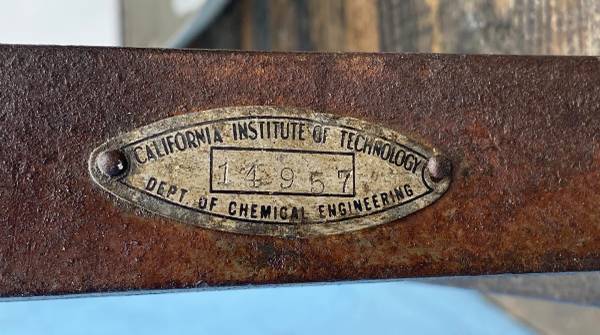 CALIFORNIA INSTITUTE OF TECHNOLOGY
14957
DEPT. OF CHEMICAL ENGINEERING